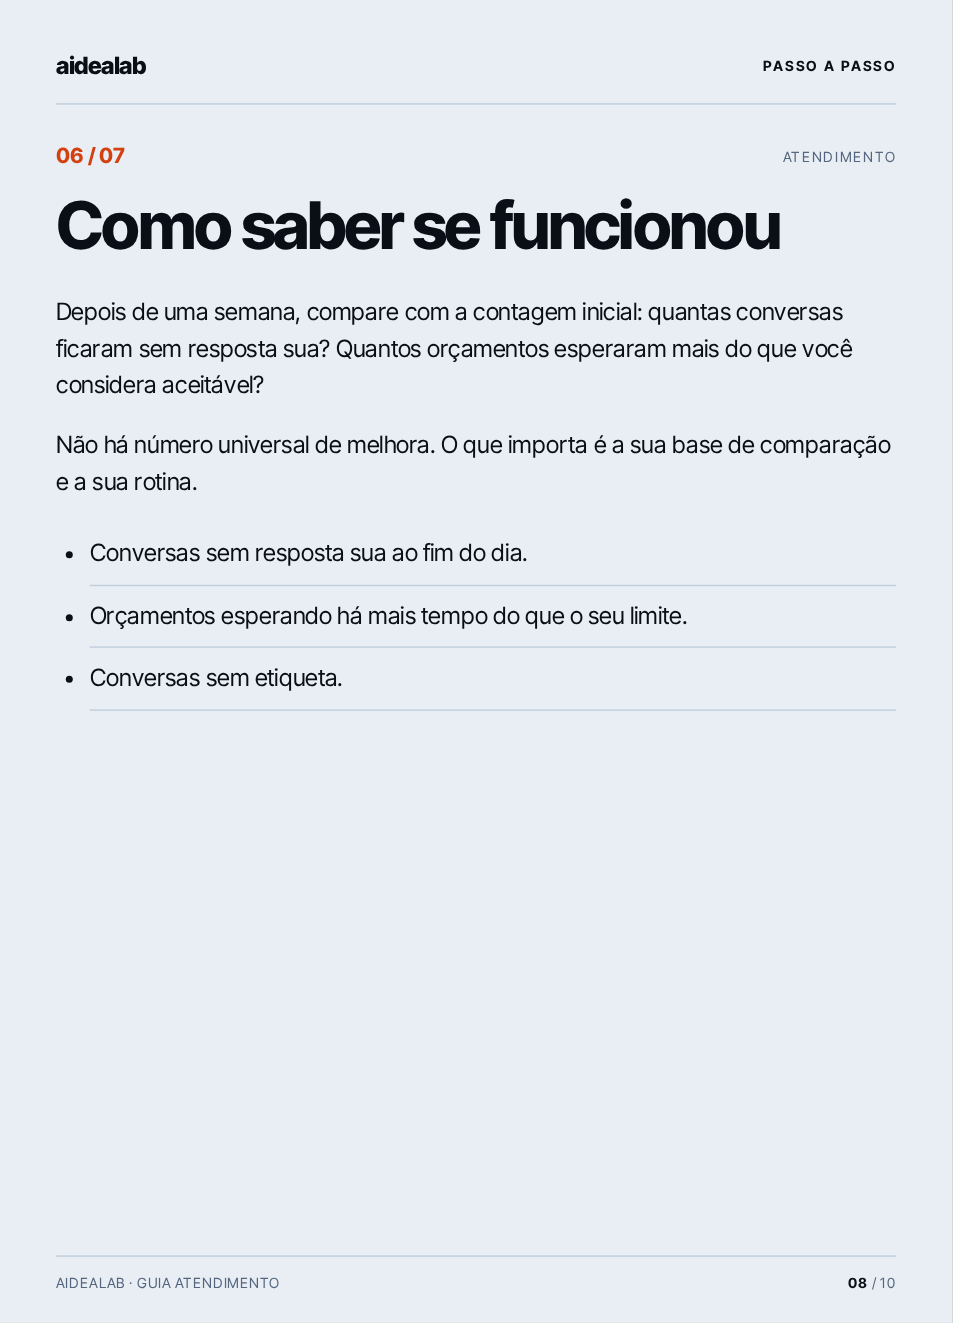 aidealab
PASSO A PASSO
06 / 07
ATENDIMENTO
Como saber se funcionou
Depois de uma semana, compare com a contagem inicial: quantas conversas
ficaram sem resposta sua? Quantos orçamentos esperaram mais do que você
considera aceitável?
Não há número universal de melhora. O que importa é a sua base de comparação
e a sua rotina.
• Conversas sem resposta sua ao fim do dia.
• Orçamentos esperando há mais tempo do que o seu limite.
• Conversas sem etiqueta.
AIDEALAB · GUIA ATENDIMENTO
08 / 10